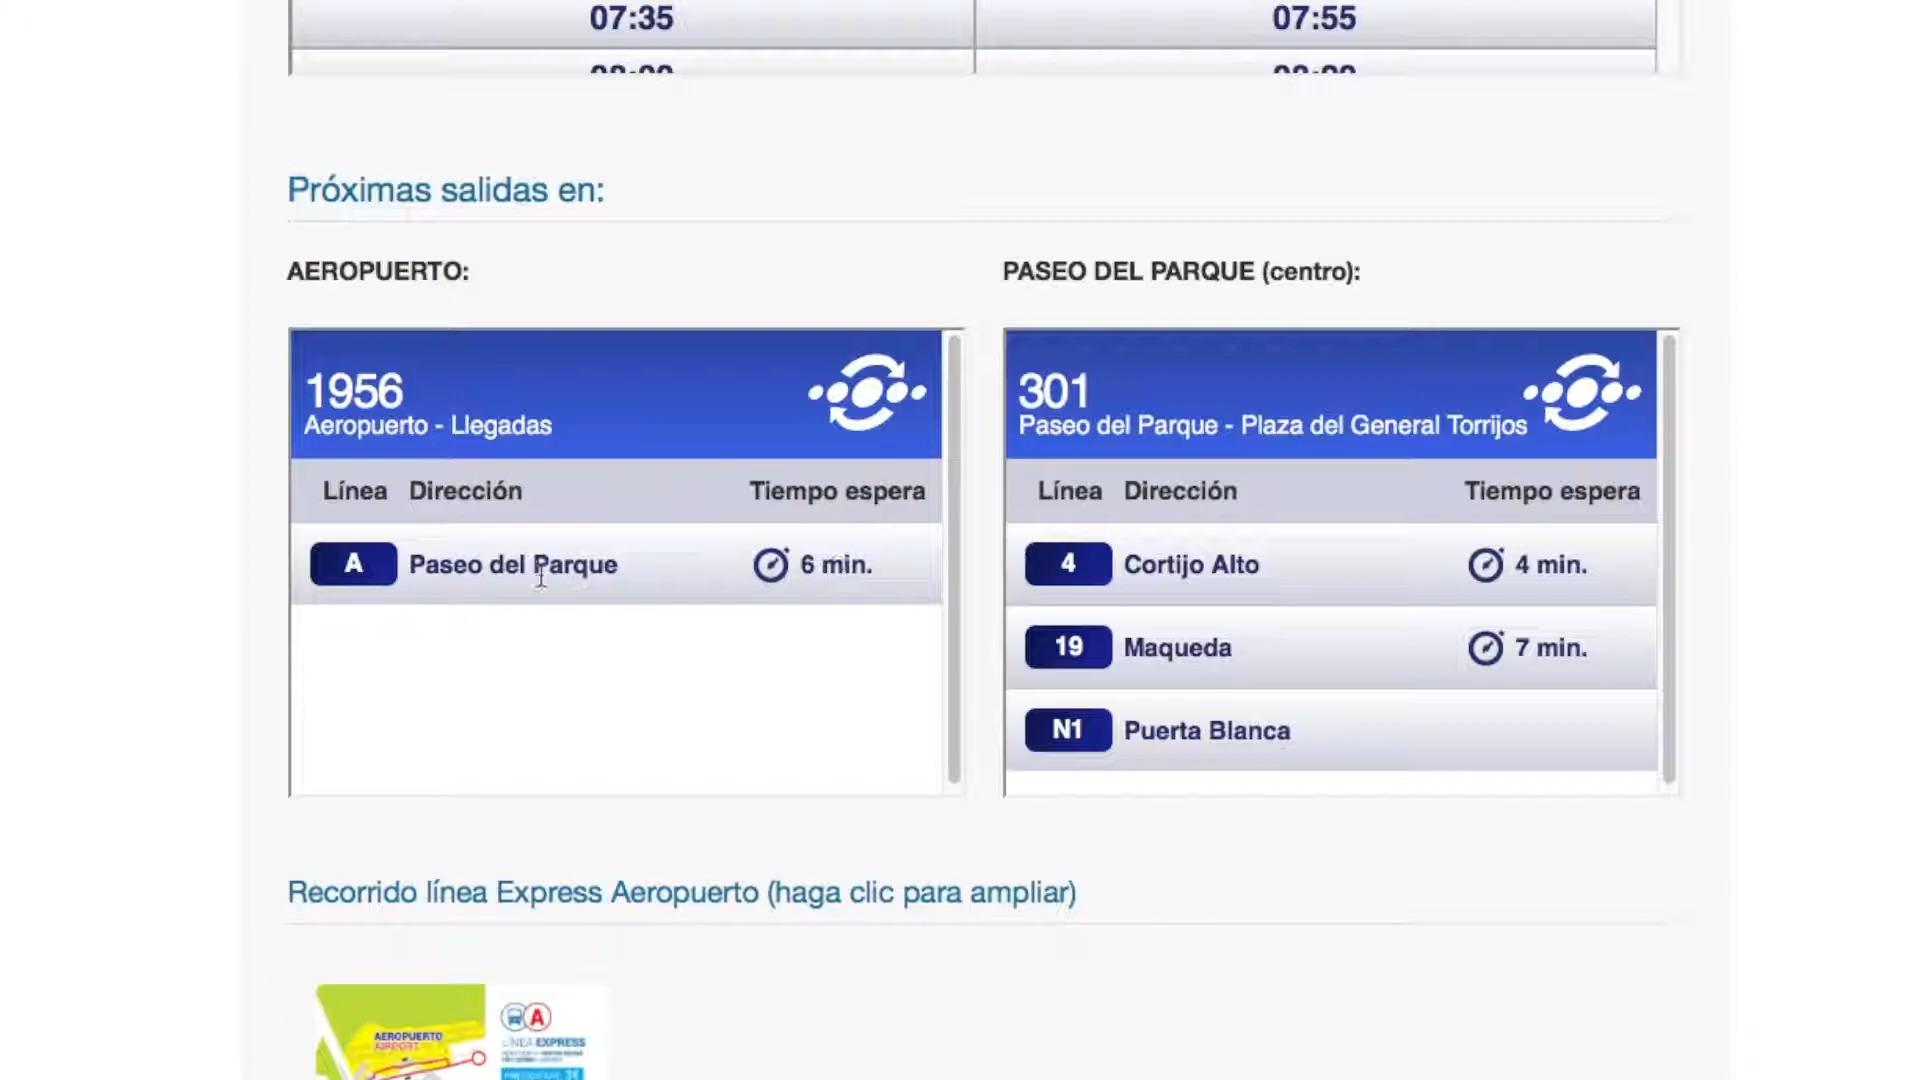 07:35 07:55
Próximas salidas en:
AEROPUERTO:
1956
Aeropuerto - Llegadas
Línea Dirección Tiempo espera
A Paseo del Parque 6 min.
PASEO DEL PARQUE (centro):
301
Paseo del Parque - Plaza del General Torrijos
Línea Dirección Tiempo espera
4 Cortijo Alto 4 min.
19 Maqueda 7 min.
N1 Puerta Blanca
Recorrido línea Express Aeropuerto (haga clic para ampliar)
AEROPUERTO
AIRPORT
A
LÍNEA EXPRESS